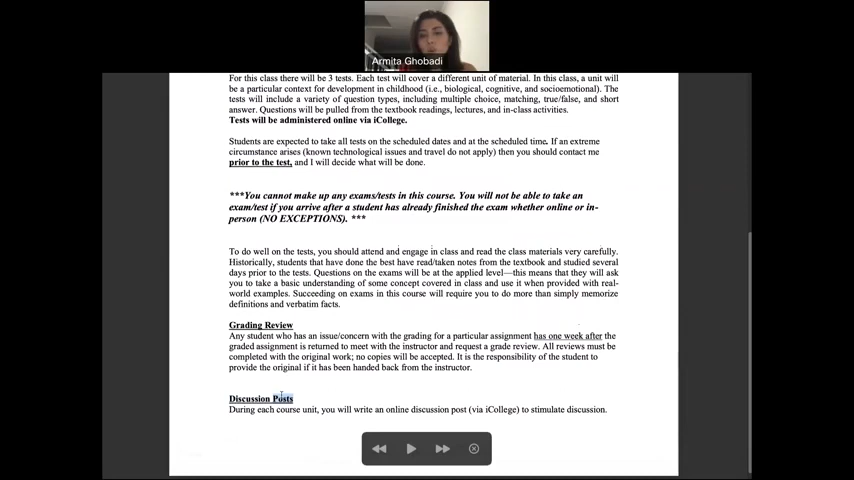 Armita Ghobadi
For this class there will be 3 tests. Each test will cover a different unit of material. In this class, a unit will
be a particular context for development in childhood (i.e., biological, cognitive, and socioemotional). The
tests will include a variety of question types, including multiple choice, matching, true/false, and short
answer. Questions will be pulled from the textbook readings, lectures, and in-class activities.
Tests will be administered online via iCollege.
Students are expected to take all tests on the scheduled dates and at the scheduled time. If an extreme
circumstance arises (known technological issues and travel do not apply) then you should contact me
prior to the test, and I will decide what will be done.
***You cannot make up any exams/tests in this course. You will not be able to take an
exam/test if you arrive after a student has already finished the exam whether online or in-
person (NO EXCEPTIONS). ***
To do well on the tests, you should attend and engage in class and read the class materials very carefully.
Historically, students that have done the best have read/taken notes from the textbook and studied several
days prior to the tests. Questions on the exams will be at the applied level—this means that they will ask
you to take a basic understanding of some concept covered in class and use it when provided with real-
world examples. Succeeding on exams in this course will require you to do more than simply memorize
definitions and verbatim facts.
Grading Review
Any student who has an issue/concern with the grading for a particular assignment has one week after the
graded assignment is returned to meet with the instructor and request a grade review. All reviews must be
completed with the original work; no copies will be accepted. It is the responsibility of the student to
provide the original if it has been handed back from the instructor.
Discussion Posts
During each course unit, you will write an online discussion post (via iCollege) to stimulate discussion.